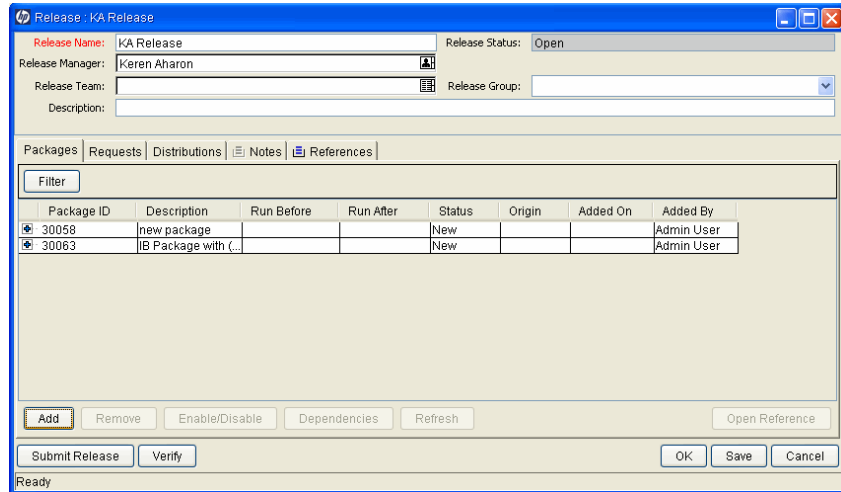 hp Release : KA Release
Release Name: KA Release Release Status: Open
Release Manager: Keren Aharon
Release Team: Release Group:
Description:
Packages Requests Distributions Notes References
Filter
Package ID Description Run Before Run After Status Origin Added On Added By
30058 new package New Admin User
30063 IB Package with (... New Admin User
Add Remove Enable/Disable Dependencies Refresh Open Reference
Submit Release Verify OK Save Cancel
Ready